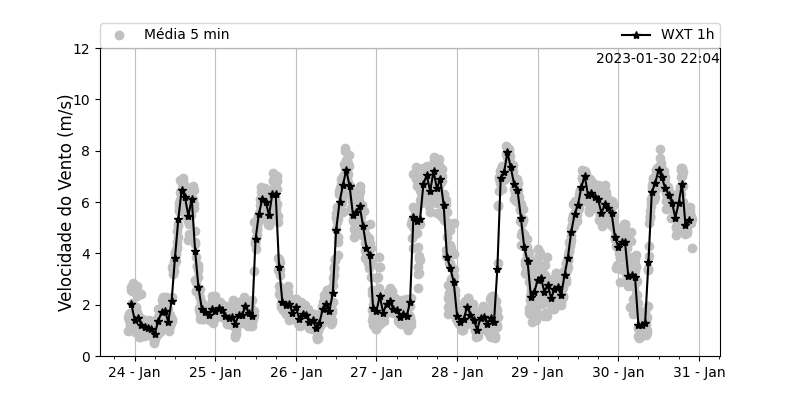 Média 5 min
WXT 1h
2023-01-30 22:04
Velocidade do Vento (m/s)
12
10
8
6
4
2
0
24 - Jan
25 - Jan
26 - Jan
27 - Jan
28 - Jan
29 - Jan
30 - Jan
31 - Jan